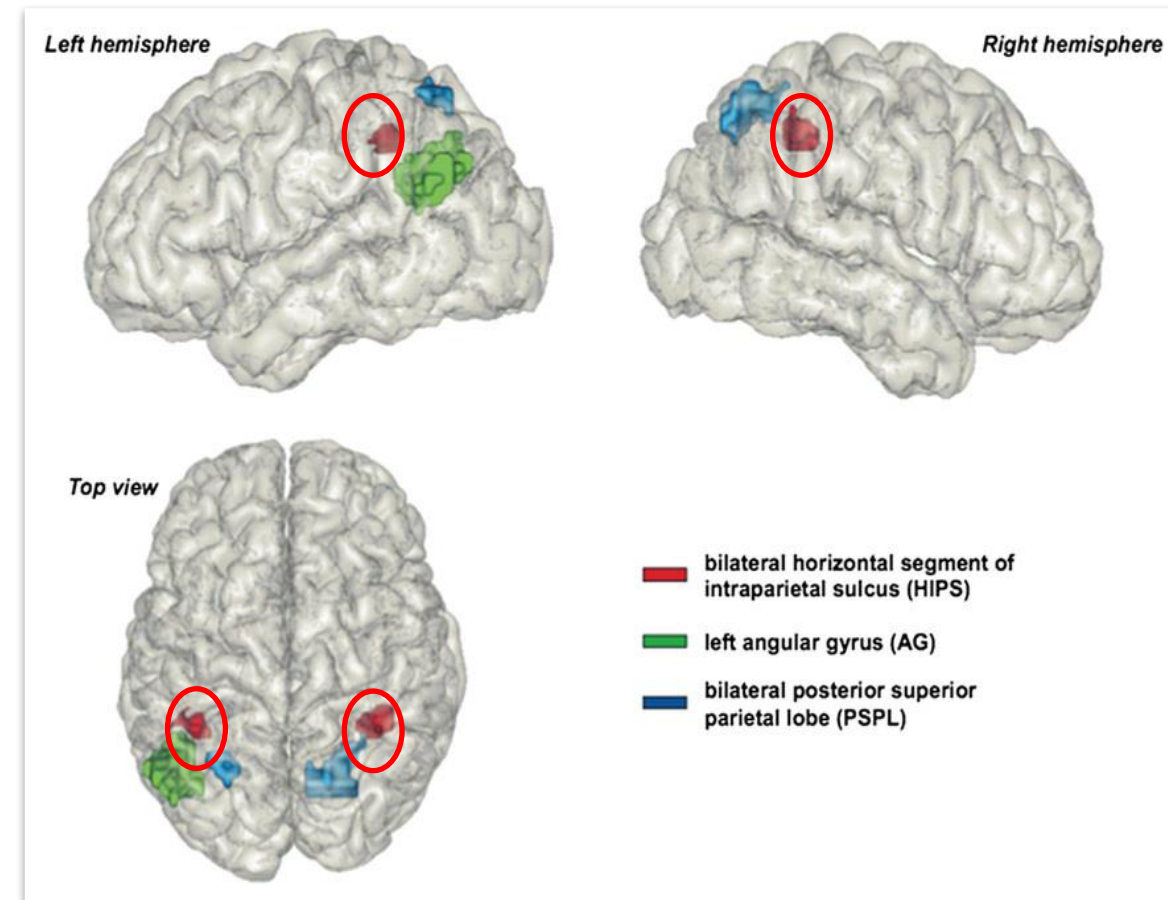 Left hemisphere
Right hemisphere
Top view
bilateral horizontal segment of
intraparietal sulcus (HIPS)
left angular gyrus (AG)
bilateral posterior superior
parietal lobe (PSPL)